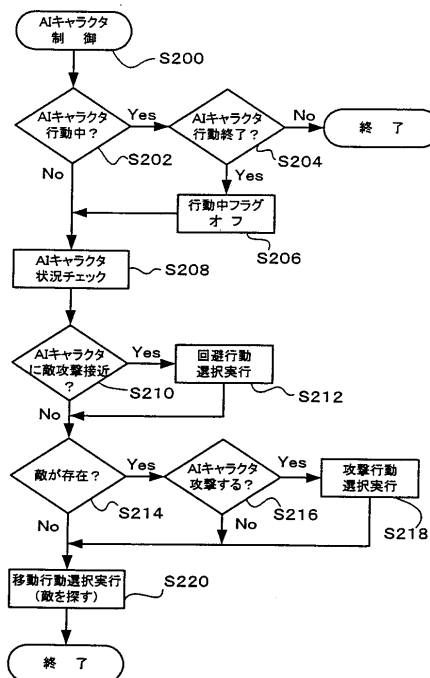 AIキャラクタ
制 御
S200
AIキャラクタ
行動中?
Yes
S202
No
AIキャラクタ
行動終了?
No
S204
Yes
終 了
行動中フラグ
オ フ
S206
AIキャラクタ
状況チェック
S208
AIキャラクタ
に敵攻撃接近
?
Yes
S210
No
回避行動
選択実行
S212
敵が存在?
Yes
S214
No
AIキャラクタ
攻撃する?
Yes
S216
No
攻撃行動
選択実行
S218
移動行動選択実行
(敵を探す)
S220
終 了